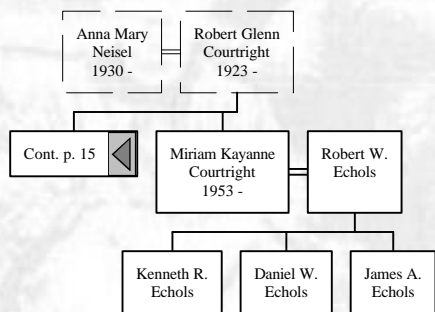 Anna Mary
Neisel
1930 -
Robert Glenn
Courtright
1923 -
Cont. p. 15
Miriam Kayanne
Courtright
1953 -
Robert W.
Echols
Kenneth R.
Echols
Daniel W.
Echols
James A.
Echols